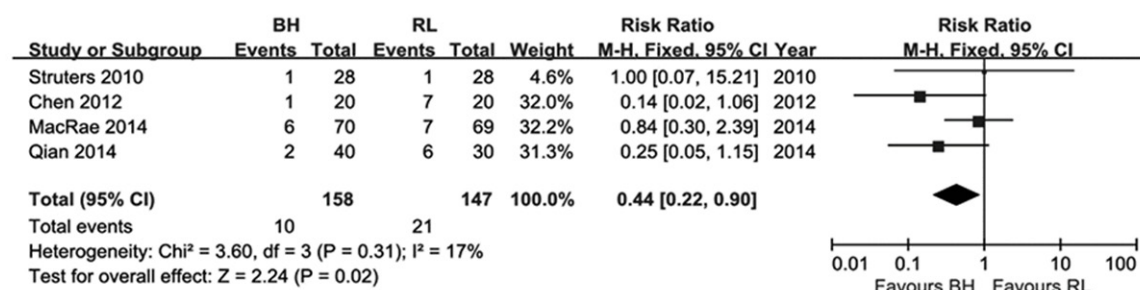 BH RL Risk Ratio Risk Ratio
Study or Subgroup Events Total Events Total Weight M-H, Fixed, 95% CI Year M-H, Fixed, 95% CI
Struters 2010 1 28 1 28 4.6% 1.00 [0.07, 15.21] 2010
Chen 2012 1 20 7 20 32.0% 0.14 [0.02, 1.06] 2012
MacRae 2014 6 70 7 69 32.2% 0.84 [0.30, 2.39] 2014
Qian 2014 2 40 6 30 31.3% 0.25 [0.05, 1.15] 2014
Total (95% CI) 158 147 100.0% 0.44 [0.22, 0.90]
Total events 10 21
Heterogeneity: Chi² = 3.60, df = 3 (P = 0.31); I² = 17%
Test for overall effect: Z = 2.24 (P = 0.02)
0.01 0.1 1 10 100
Favours BH Favours RL